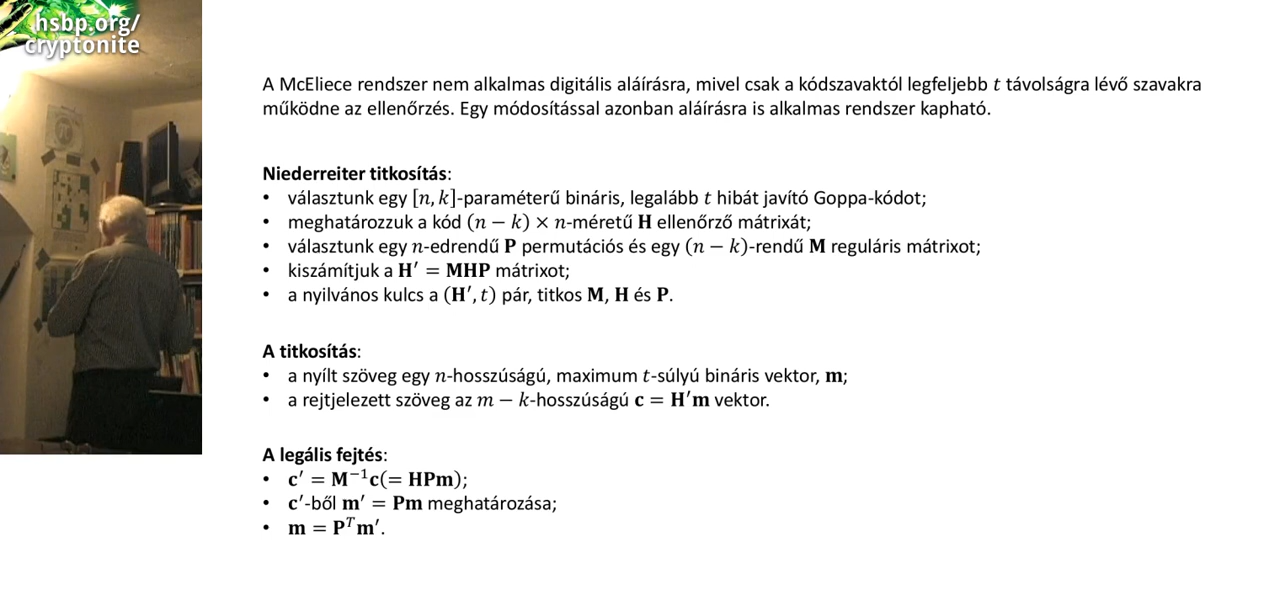 hsbp.org/
cryptonite
A McEliece rendszer nem alkalmas digitális aláírásra, mivel csak a kódszavaktól legfeljebb t távolságra lévő szavakra
működne az ellenőrzés. Egy módosítással azonban aláírásra is alkalmas rendszer kapható.
Niederreiter titkosítás:
• választunk egy [n, k]-paraméterű bináris, legalább t hibát javító Goppa-kódot;
• meghatározzuk a kód (n − k) × n-méretű H ellenőrző mátrixát;
• választunk egy n-edrendű P permutációs és egy (n − k)-rendű M reguláris mátrixot;
• kiszámítjuk a H′ = MHP mátrixot;
• a nyilvános kulcs a (H′, t) pár, titkos M, H és P.
A titkosítás:
• a nyílt szöveg egy n-hosszúságú, maximum t-súlyú bináris vektor, m;
• a rejtjelezett szöveg az m − k-hosszúságú c = H′m vektor.
A legális fejtés:
• c′ = M⁻¹c(= HPm);
• c′-ből m′ = Pm meghatározása;
• m = Pᵀm′.